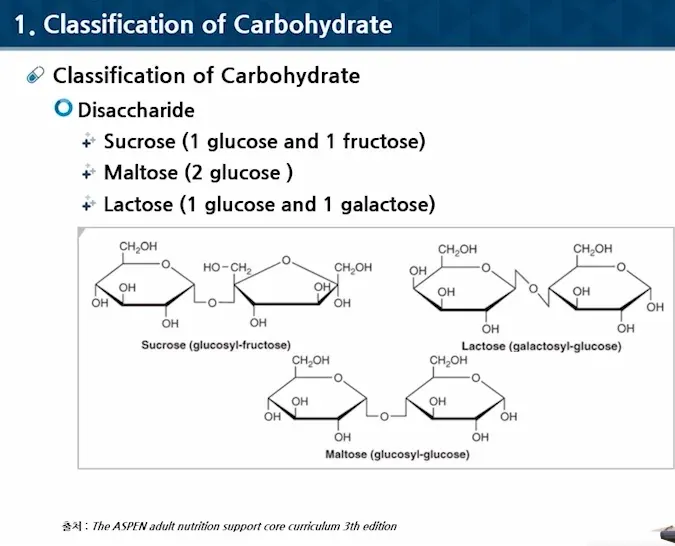 1. Classification of Carbohydrate
Classification of Carbohydrate
Disaccharide
Sucrose (1 glucose and 1 fructose)
Maltose (2 glucose )
Lactose (1 glucose and 1 galactose)
CH₂OH
O
OH
OH
OH
O
HO-CH₂
O
CH₂OH
OH
OH
OH
Sucrose (glucosyl-fructose)
CH₂OH
O
OH
OH
OH
O
CH₂OH
O
OH
OH
OH
Lactose (galactosyl-glucose)
CH₂OH
O
OH
OH
OH
O
CH₂OH
O
OH
OH
OH
Maltose (glucosyl-glucose)
출처 : The ASPEN adult nutrition support core curriculum 3th edition